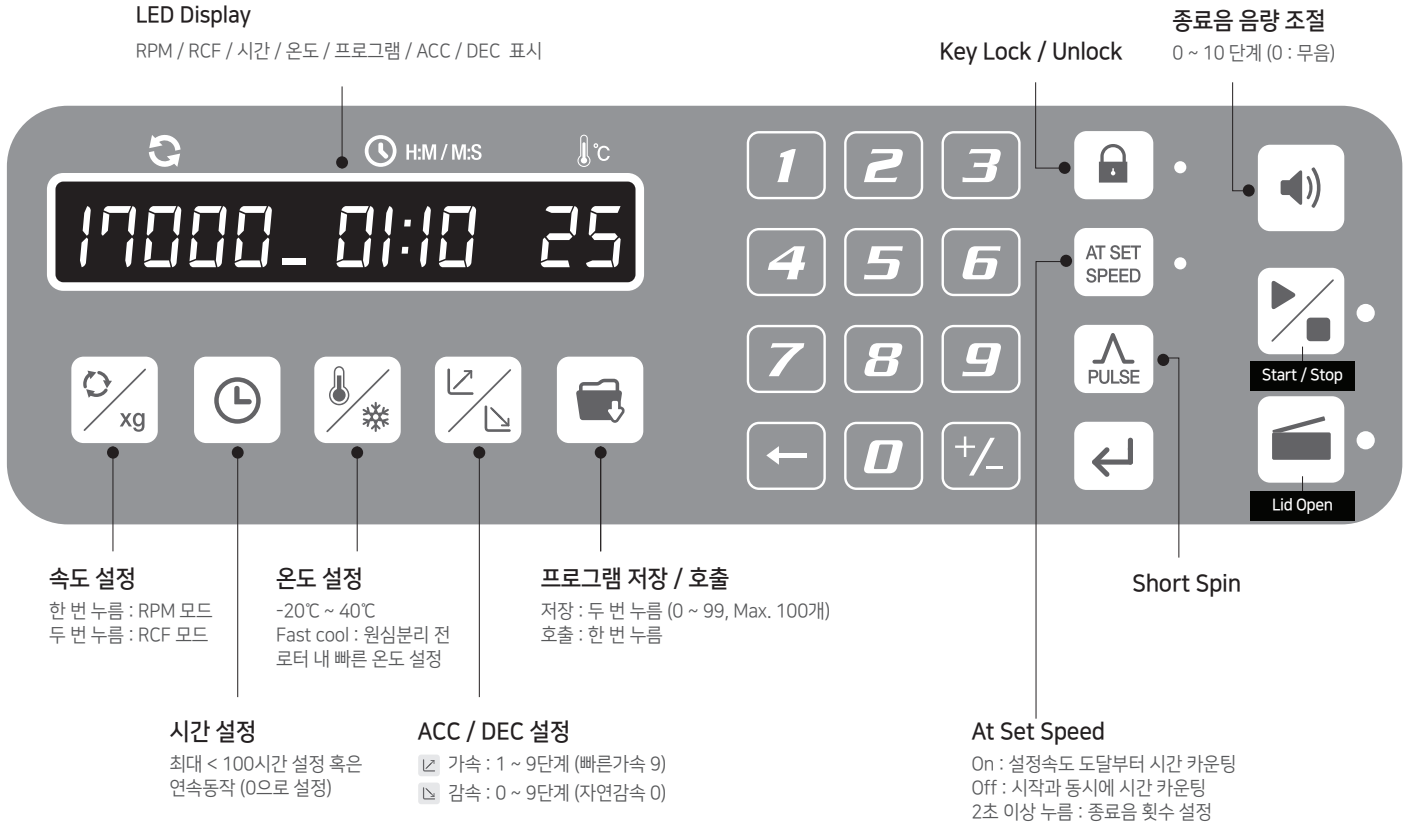 LED Display
RPM / RCF / 시간 / 온도 / 프로그램 / ACC / DEC 표시
Key Lock / Unlock
종료음 음량 조절
0 ~ 10 단계 (0 : 무음)
H:M / M:S
℃
17000_ 01:10 25
1 2 3
4 5 6
7 8 9
← 0 +/-
AT SET
SPEED
PULSE
xg
Start / Stop
Lid Open
속도 설정
한 번 누름 : RPM 모드
두 번 누름 : RCF 모드
온도 설정
-20℃ ~ 40℃
Fast cool : 원심분리 전
로터 내 빠른 온도 설정
프로그램 저장 / 호출
저장 : 두 번 누름 (0 ~ 99, Max. 100개)
호출 : 한 번 누름
Short Spin
시간 설정
최대 < 100시간 설정 혹은
연속동작 (0으로 설정)
ACC / DEC 설정
가속 : 1 ~ 9단계 (빠른가속 9)
감속 : 0 ~ 9단계 (자연감속 0)
At Set Speed
On : 설정속도 도달부터 시간 카운팅
Off : 시작과 동시에 시간 카운팅
2초 이상 누름 : 종료음 횟수 설정